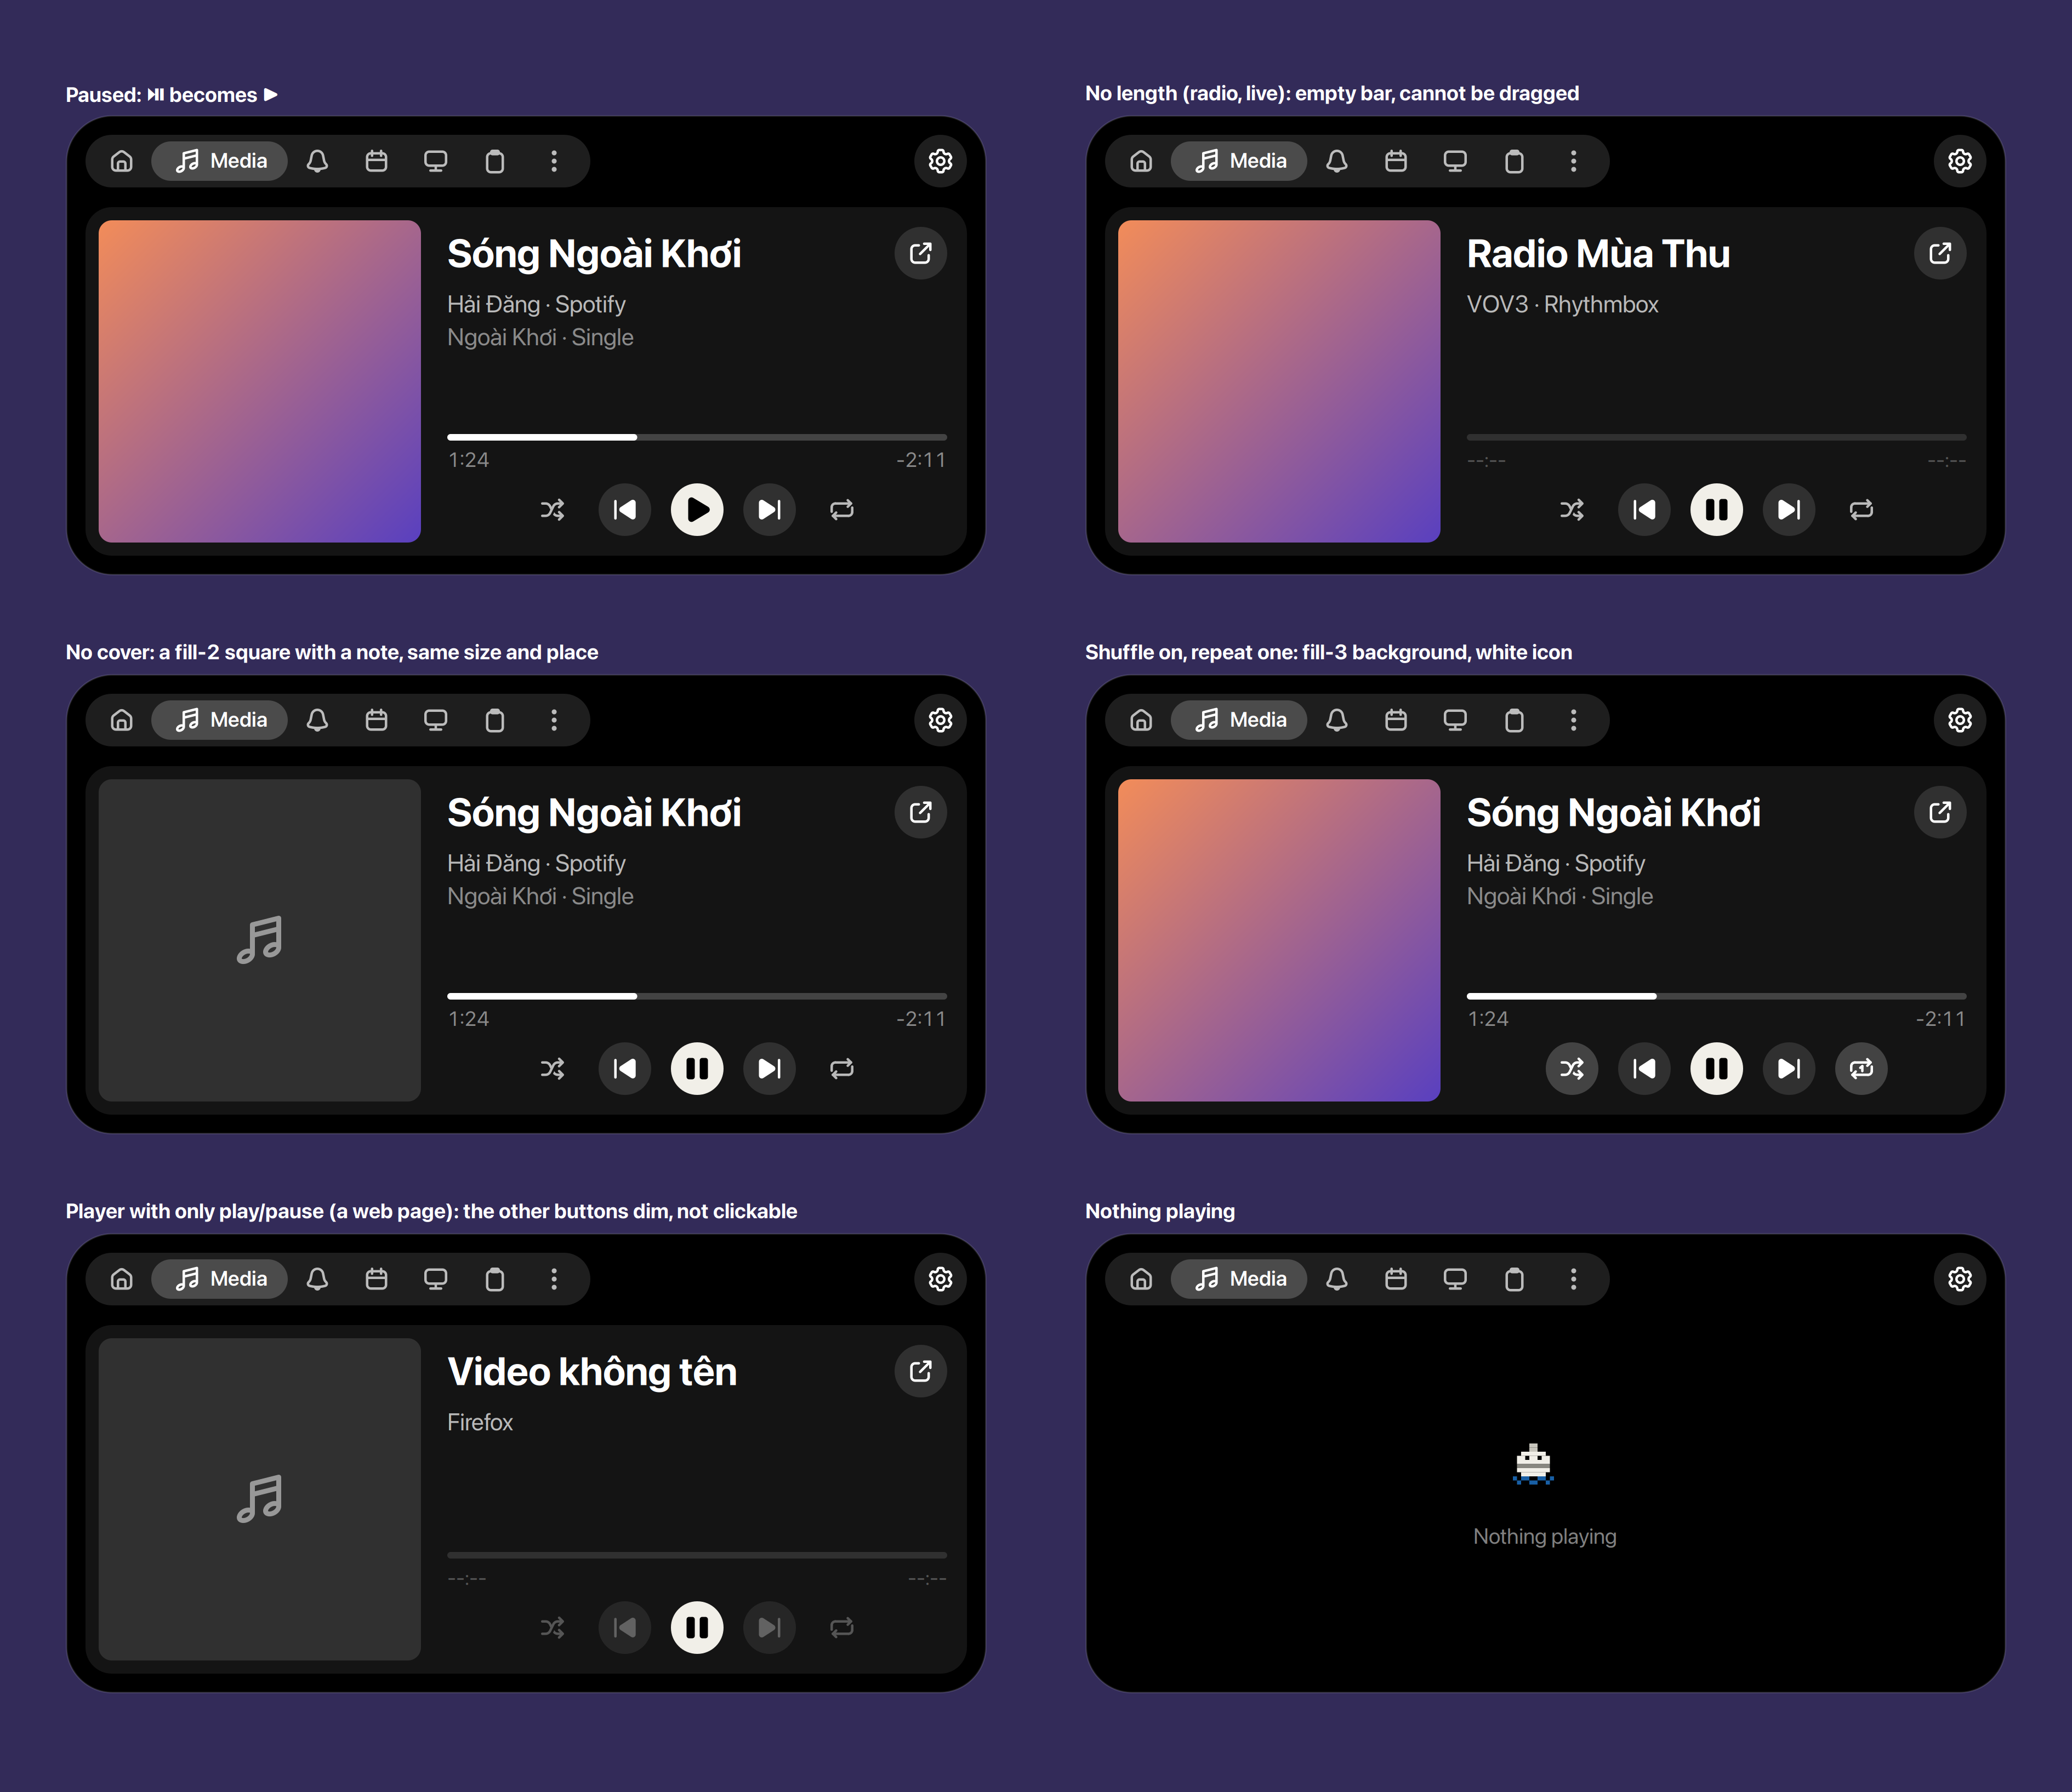 Paused: ⏯ becomes ▶
Media
Sóng Ngoài Khơi
Hải Đăng · Spotify
Ngoài Khơi · Single
1:24
-2:11
No length (radio, live): empty bar, cannot be dragged
Media
Radio Mùa Thu
VOV3 · Rhythmbox
--:--
--:--
No cover: a fill-2 square with a note, same size and place
Media
Sóng Ngoài Khơi
Hải Đăng · Spotify
Ngoài Khơi · Single
1:24
-2:11
Shuffle on, repeat one: fill-3 background, white icon
Media
Sóng Ngoài Khơi
Hải Đăng · Spotify
Ngoài Khơi · Single
1:24
-2:11
1
Player with only play/pause (a web page): the other buttons dim, not clickable
Media
Video không tên
Firefox
--:--
--:--
Nothing playing
Media
Nothing playing